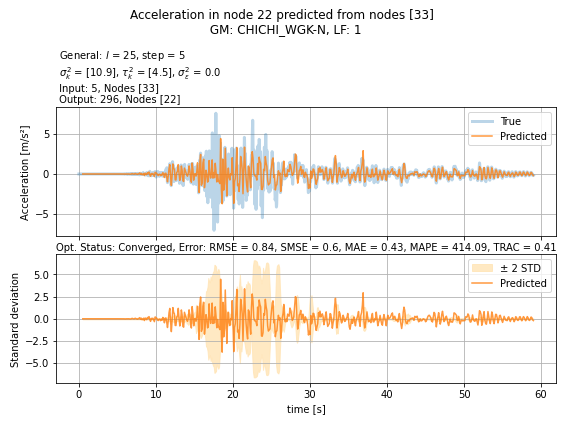 Acceleration in node 22 predicted from nodes [33]
GM: CHICHI_WGK-N, LF: 1
General: l = 25, step = 5
σ²ₖ = [10.9], τ²ₖ = [4.5], σ²ε = 0.0
Input: 5, Nodes [33]
Output: 296, Nodes [22]
Acceleration [m/s²]
5
0
−5
True
Predicted
Opt. Status: Converged, Error: RMSE = 0.84, SMSE = 0.6, MAE = 0.43, MAPE = 414.09, TRAC = 0.41
Standard deviation
5.0
2.5
0.0
−2.5
−5.0
± 2 STD
Predicted
0 10 20 30 40 50 60
time [s]